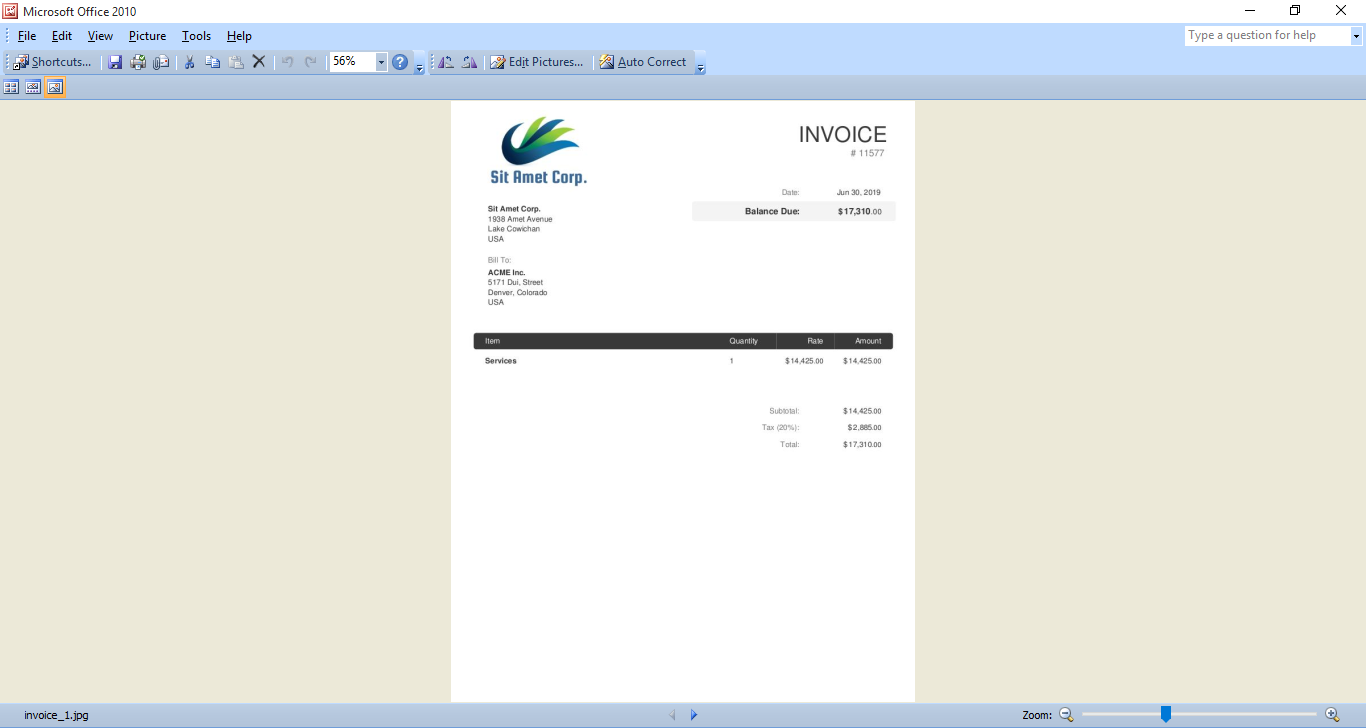 Microsoft Office 2010
File Edit View Picture Tools Help
Type a question for help
Shortcuts... 56% Edit Pictures... Auto Correct
Sit Amet Corp.
INVOICE
# 11577
Date: Jun 30, 2019
Balance Due: $17,310.00
Sit Amet Corp.
1938 Amet Avenue
Lake Cowichan
USA
Bill To:
ACME Inc.
5171 Dui, Street
Denver, Colorado
USA
Item Quantity Rate Amount
Services 1 $14,425.00 $14,425.00
Subtotal: $14,425.00
Tax (20%): $2,885.00
Total: $17,310.00
invoice_1.jpg
Zoom: